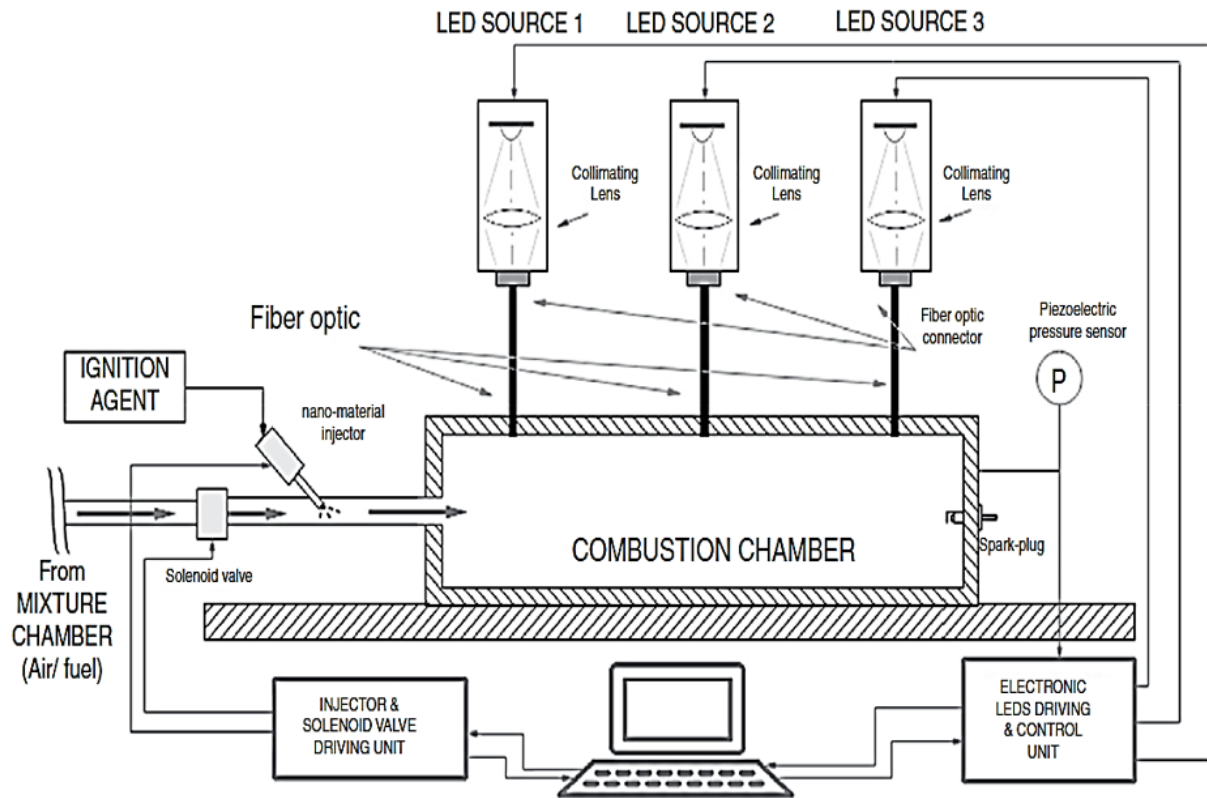 LED SOURCE 1
LED SOURCE 2
LED SOURCE 3
Collimating
Lens
Collimating
Lens
Collimating
Lens
Fiber optic
Fiber optic
connector
Piezoelectric
pressure sensor
P
IGNITION
AGENT
nano-material
injector
Solenoid valve
From
MIXTURE
CHAMBER
(Air/ fuel)
COMBUSTION CHAMBER
Spark-plug
INJECTOR &
SOLENOID VALVE
DRIVING UNIT
ELECTRONIC
LEDS DRIVING
& CONTROL
UNIT